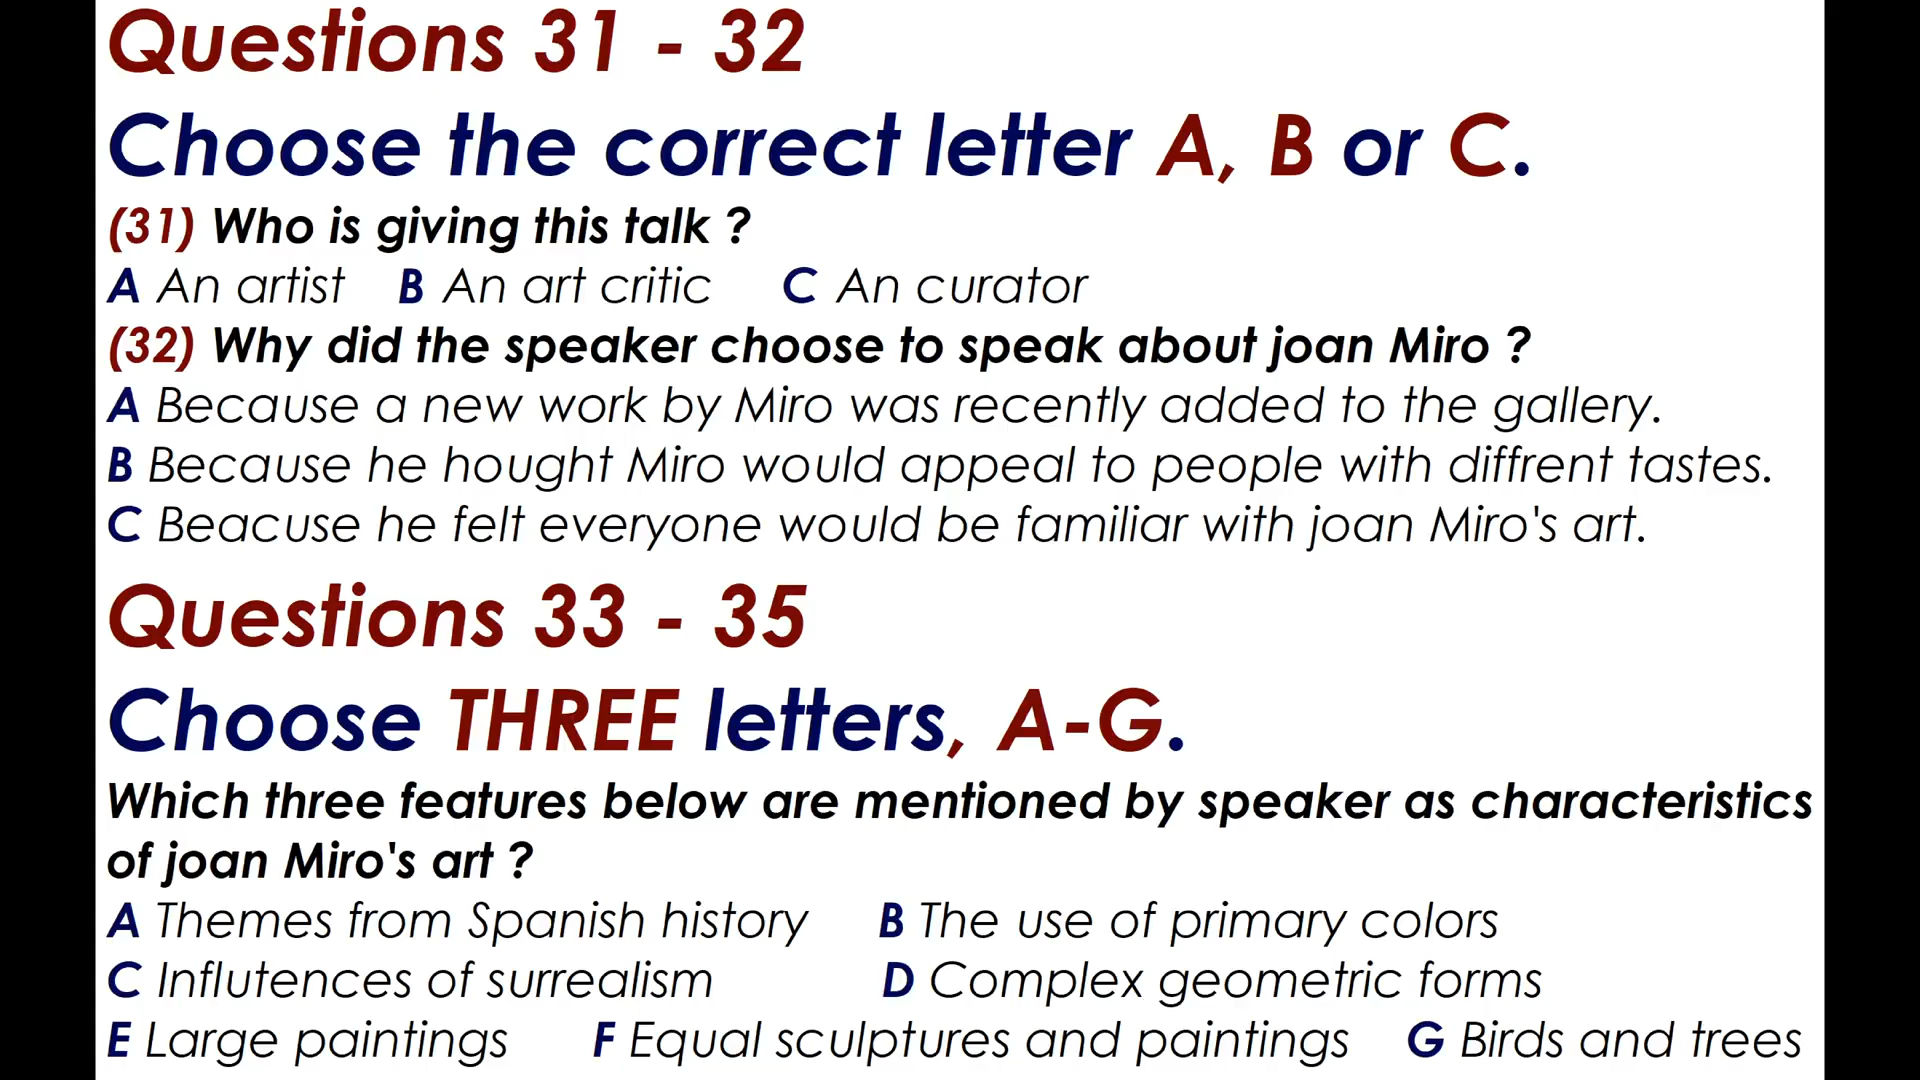 Questions 31 - 32
Choose the correct letter A, B or C.
(31) Who is giving this talk ?
A An artist B An art critic C An curator
(32) Why did the speaker choose to speak about joan Miro ?
A Because a new work by Miro was recently added to the gallery.
B Because he hought Miro would appeal to people with diffrent tastes.
C Beacuse he felt everyone would be familiar with joan Miro's art.
Questions 33 - 35
Choose THREE letters, A-G.
Which three features below are mentioned by speaker as characteristics
of joan Miro's art ?
A Themes from Spanish history B The use of primary colors
C Influtences of surrealism D Complex geometric forms
E Large paintings F Equal sculptures and paintings G Birds and trees